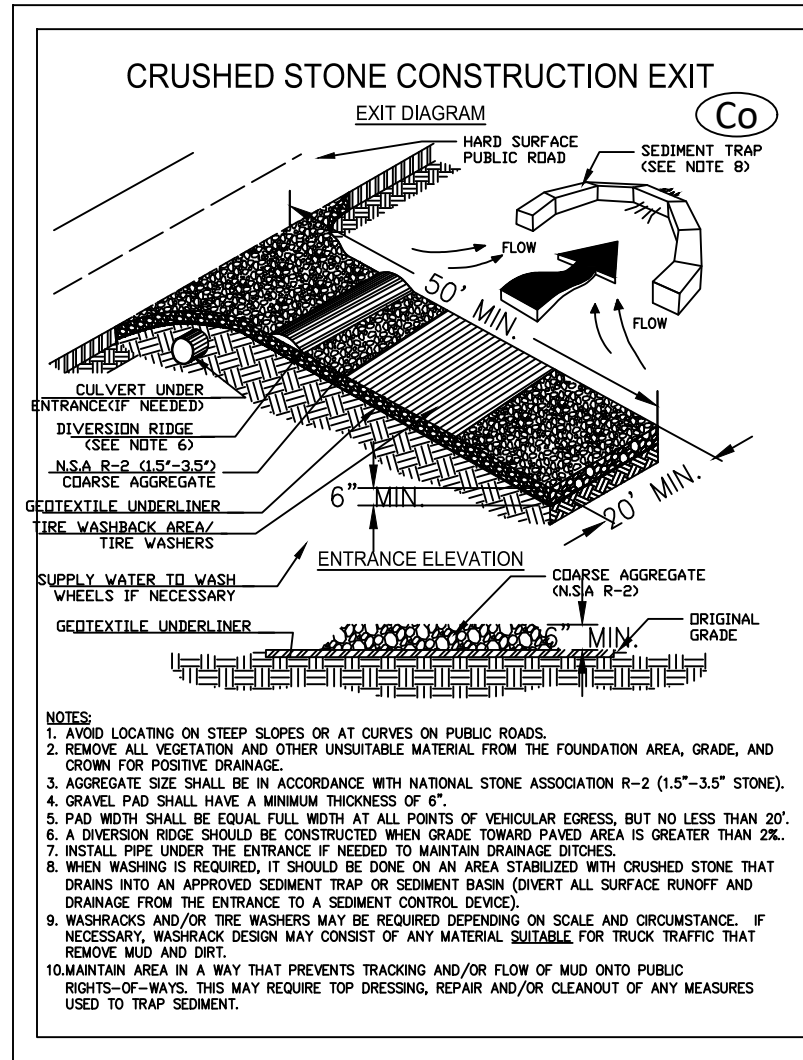 CRUSHED STONE CONSTRUCTION EXIT
EXIT DIAGRAM
Co
HARD SURFACE
PUBLIC ROAD
SEDIMENT TRAP
(SEE NOTE 8)
FLOW
50' MIN.
FLOW
CULVERT UNDER
ENTRANCE(IF NEEDED)
DIVERSION RIDGE
(SEE NOTE 6)
N.S.A R-2 (1.5"-3.5")
COARSE AGGREGATE
GEOTEXTILE UNDERLINER
TIRE WASHBACK AREA/
TIRE WASHERS
6" MIN.
20' MIN.
SUPPLY WATER TO WASH
WHEELS IF NECESSARY
ENTRANCE ELEVATION
COARSE AGGREGATE
(N.S.A R-2)
GEOTEXTILE UNDERLINER
6" MIN.
ORIGINAL
GRADE
NOTES:
1. AVOID LOCATING ON STEEP SLOPES OR AT CURVES ON PUBLIC ROADS.
2. REMOVE ALL VEGETATION AND OTHER UNSUITABLE MATERIAL FROM THE FOUNDATION AREA, GRADE, AND
CROWN FOR POSITIVE DRAINAGE.
3. AGGREGATE SIZE SHALL BE IN ACCORDANCE WITH NATIONAL STONE ASSOCIATION R-2 (1.5"-3.5" STONE).
4. GRAVEL PAD SHALL HAVE A MINIMUM THICKNESS OF 6".
5. PAD WIDTH SHALL BE EQUAL FULL WIDTH AT ALL POINTS OF VEHICULAR EGRESS, BUT NO LESS THAN 20'.
6. A DIVERSION RIDGE SHOULD BE CONSTRUCTED WHEN GRADE TOWARD PAVED AREA IS GREATER THAN 2%..
7. INSTALL PIPE UNDER THE ENTRANCE IF NEEDED TO MAINTAIN DRAINAGE DITCHES.
8. WHEN WASHING IS REQUIRED, IT SHOULD BE DONE ON AN AREA STABILIZED WITH CRUSHED STONE THAT
DRAINS INTO AN APPROVED SEDIMENT TRAP OR SEDIMENT BASIN (DIVERT ALL SURFACE RUNOFF AND
DRAINAGE FROM THE ENTRANCE TO A SEDIMENT CONTROL DEVICE).
9. WASHRACKS AND/OR TIRE WASHERS MAY BE REQUIRED DEPENDING ON SCALE AND CIRCUMSTANCE. IF
NECESSARY, WASHRACK DESIGN MAY CONSIST OF ANY MATERIAL SUITABLE FOR TRUCK TRAFFIC THAT
REMOVE MUD AND DIRT.
10.MAINTAIN AREA IN A WAY THAT PREVENTS TRACKING AND/OR FLOW OF MUD ONTO PUBLIC
RIGHTS-OF-WAYS. THIS MAY REQUIRE TOP DRESSING, REPAIR AND/OR CLEANOUT OF ANY MEASURES
USED TO TRAP SEDIMENT.